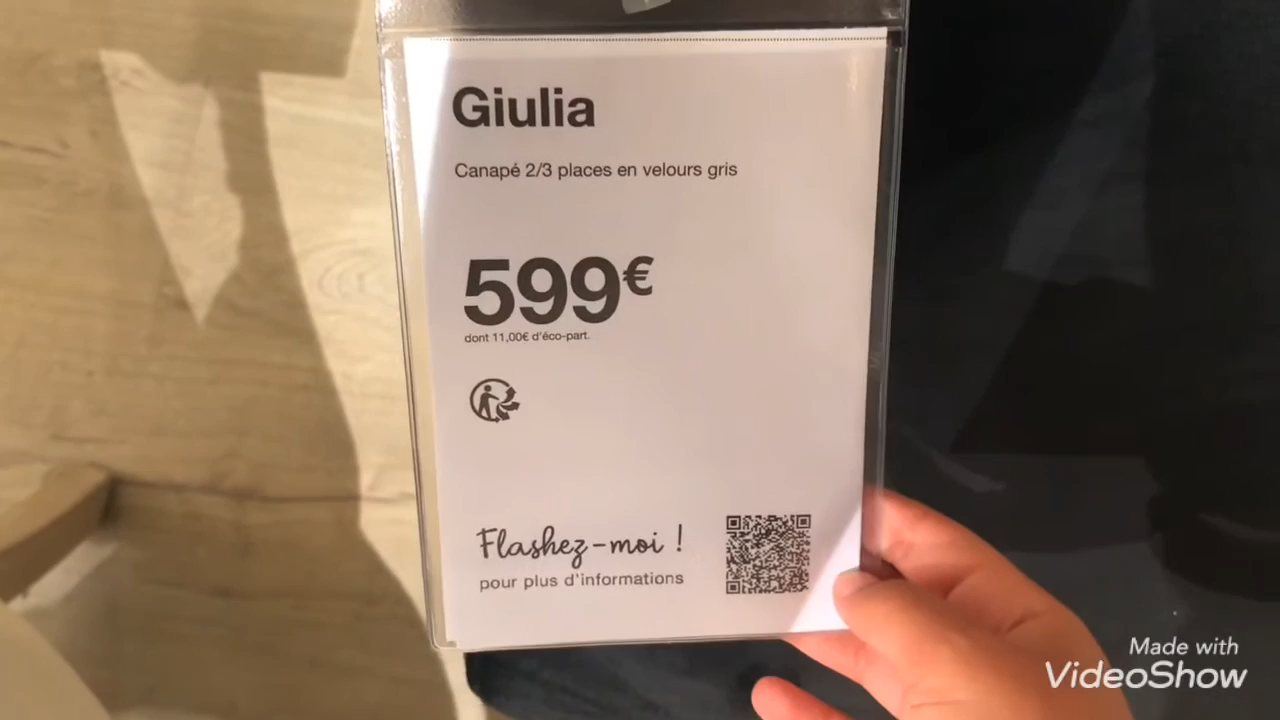 Giulia
Canapé 2/3 places en velours gris
599€
dont 11,00€ d'éco-part.
Flashez-moi !
pour plus d'informations
Made with
VideoShow